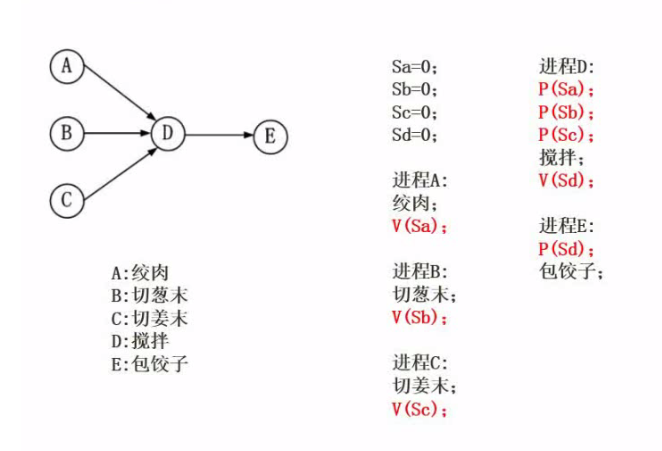 A
B
C
D
E
A:绞肉
B:切葱末
C:切姜末
D:搅拌
E:包饺子
Sa=0;
Sb=0;
Sc=0;
Sd=0;
进程A:
绞肉;
V(Sa);
进程B:
切葱末;
V(Sb);
进程C:
切姜末;
V(Sc);
进程D:
P(Sa);
P(Sb);
P(Sc);
搅拌;
V(Sd);
进程E:
P(Sd);
包饺子;